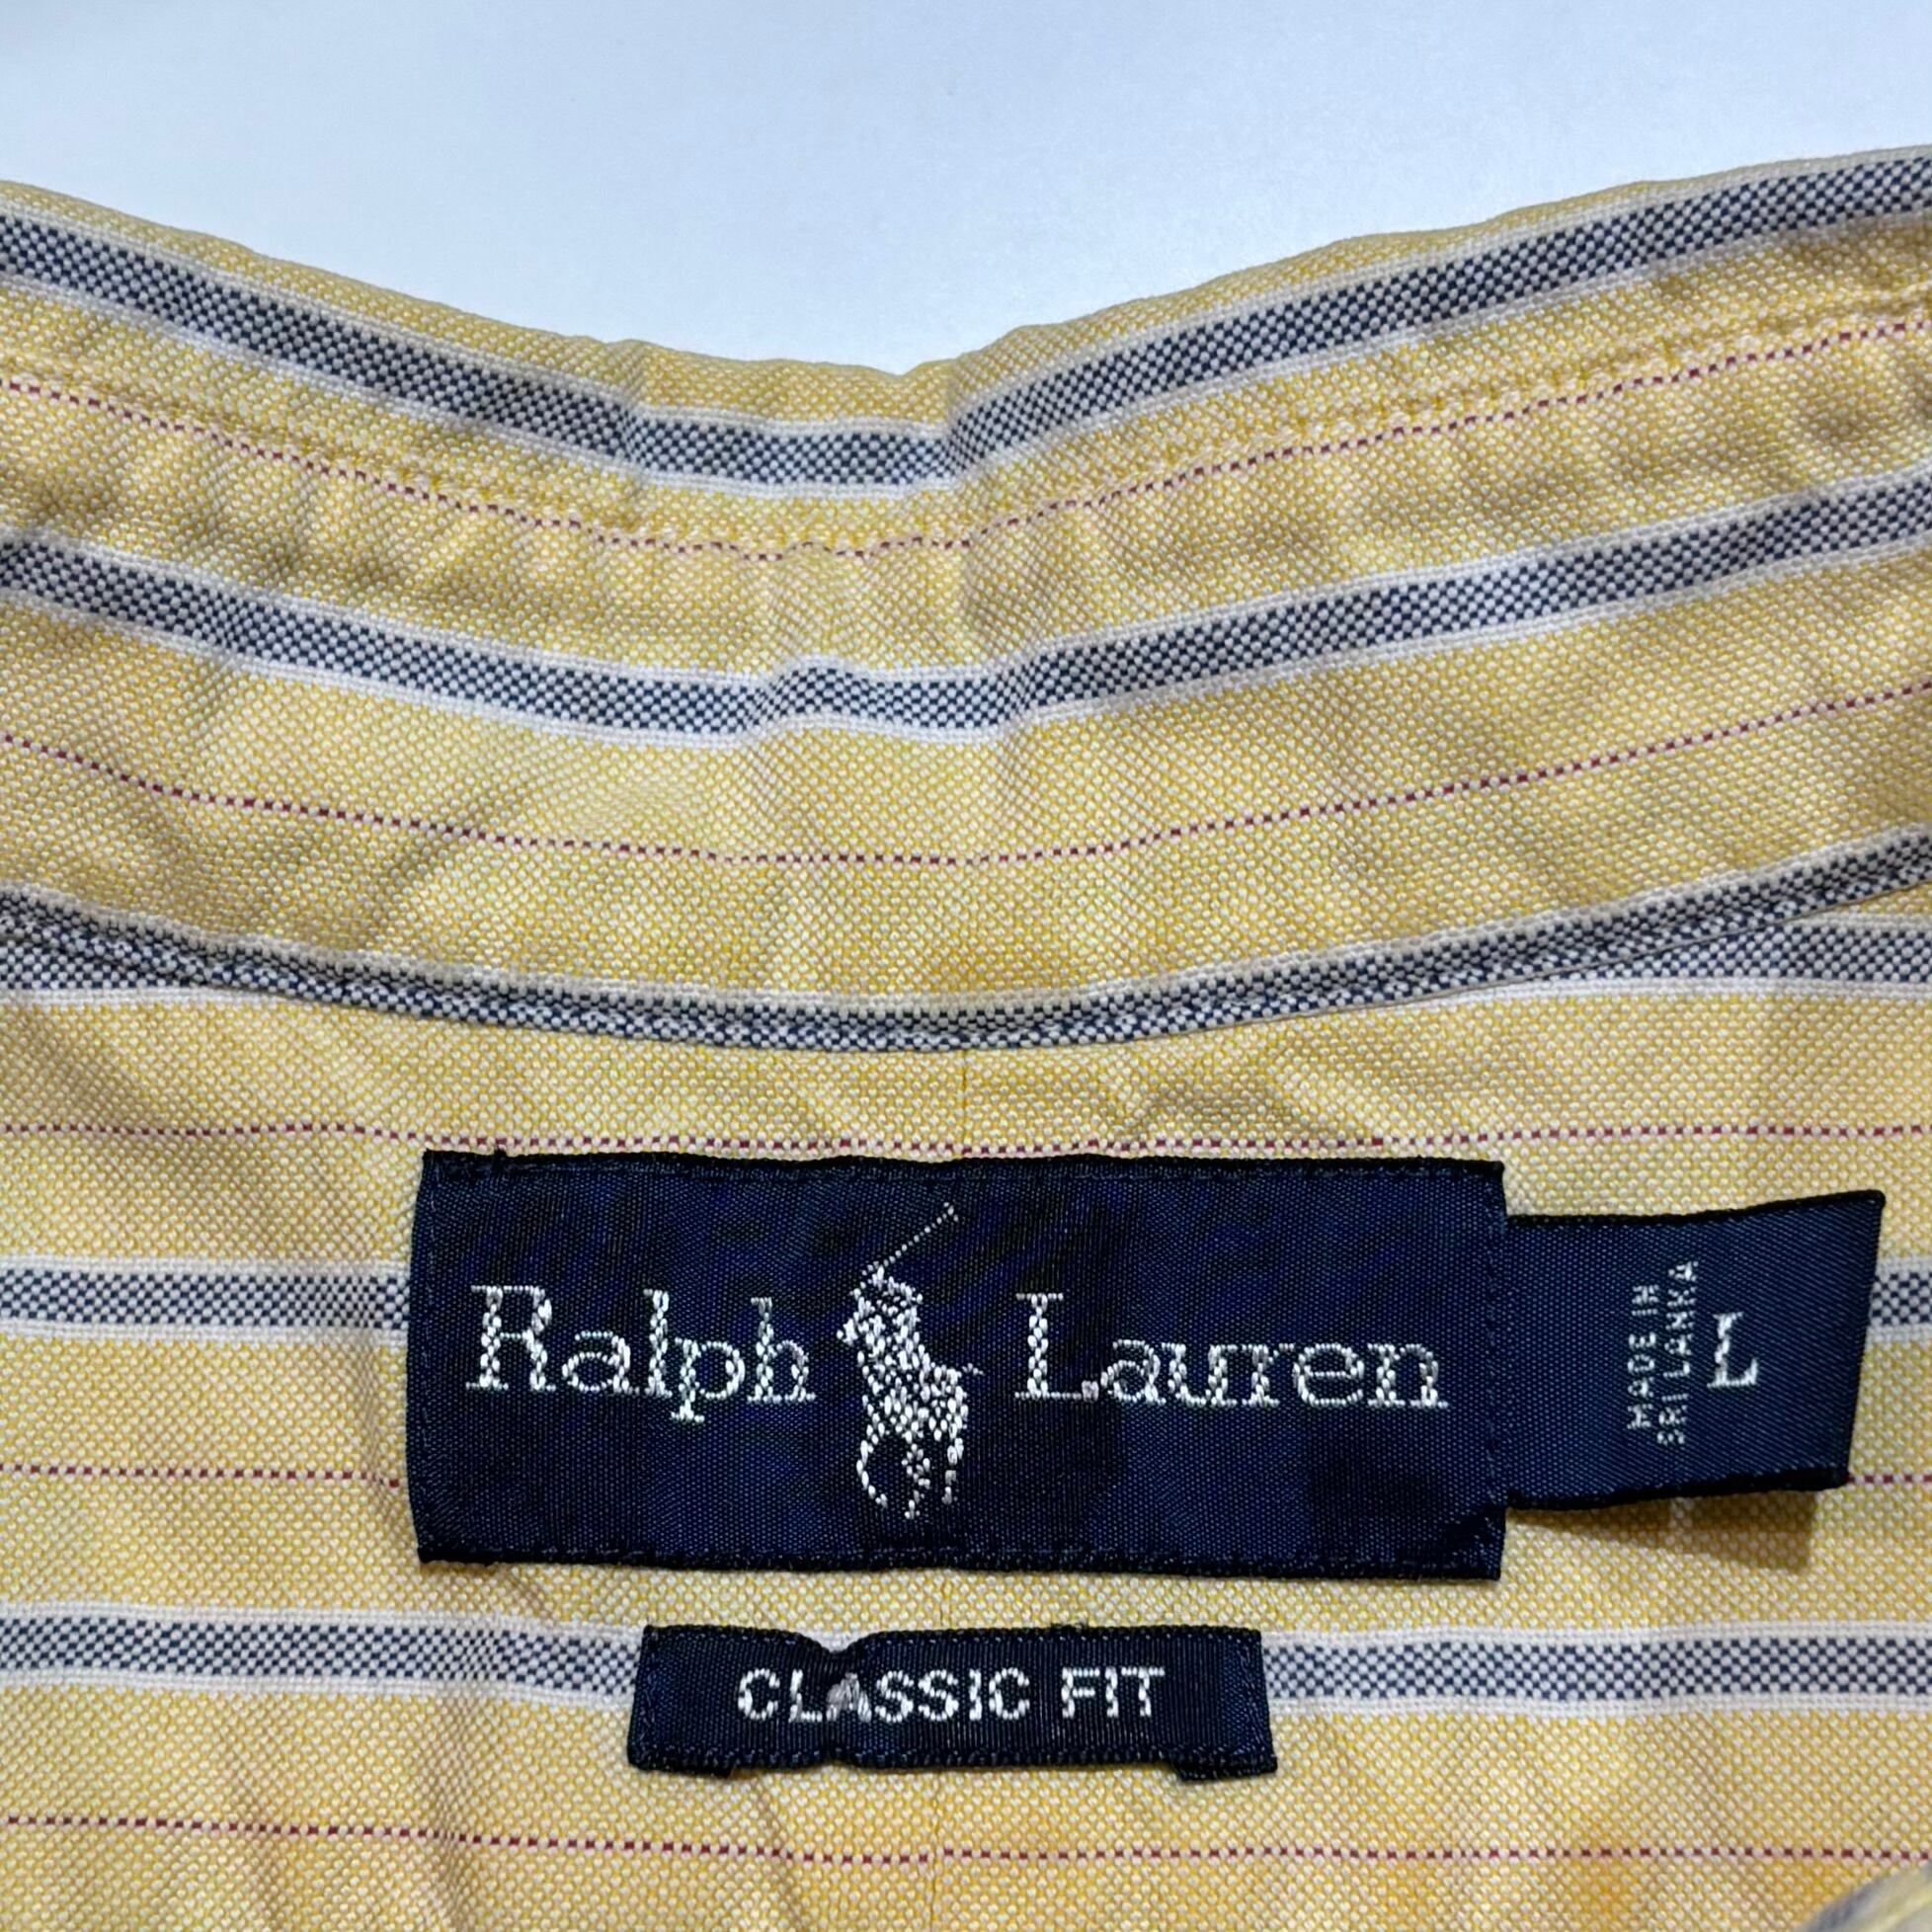 Ralph Lauren
MADE IN
SRI LANKA
L
CLASSIC FIT